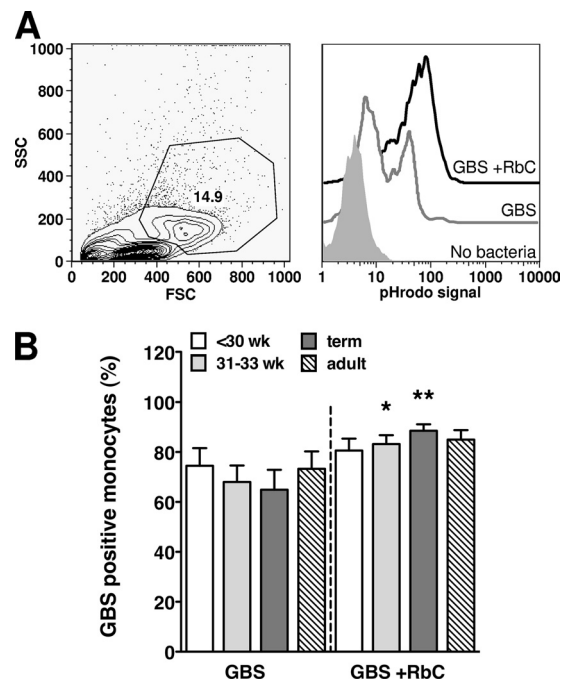 A
1000
800
600
400
200
0
SSC
14.9
0 200 400 600 800 1000
FSC
GBS +RbC
GBS
No bacteria
1 10 100 1000 10000
pHrodo signal
B
<30 wk
31-33 wk
term
adult
120
100
80
60
40
20
0
GBS positive monocytes (%)
* **
GBS GBS +RbC